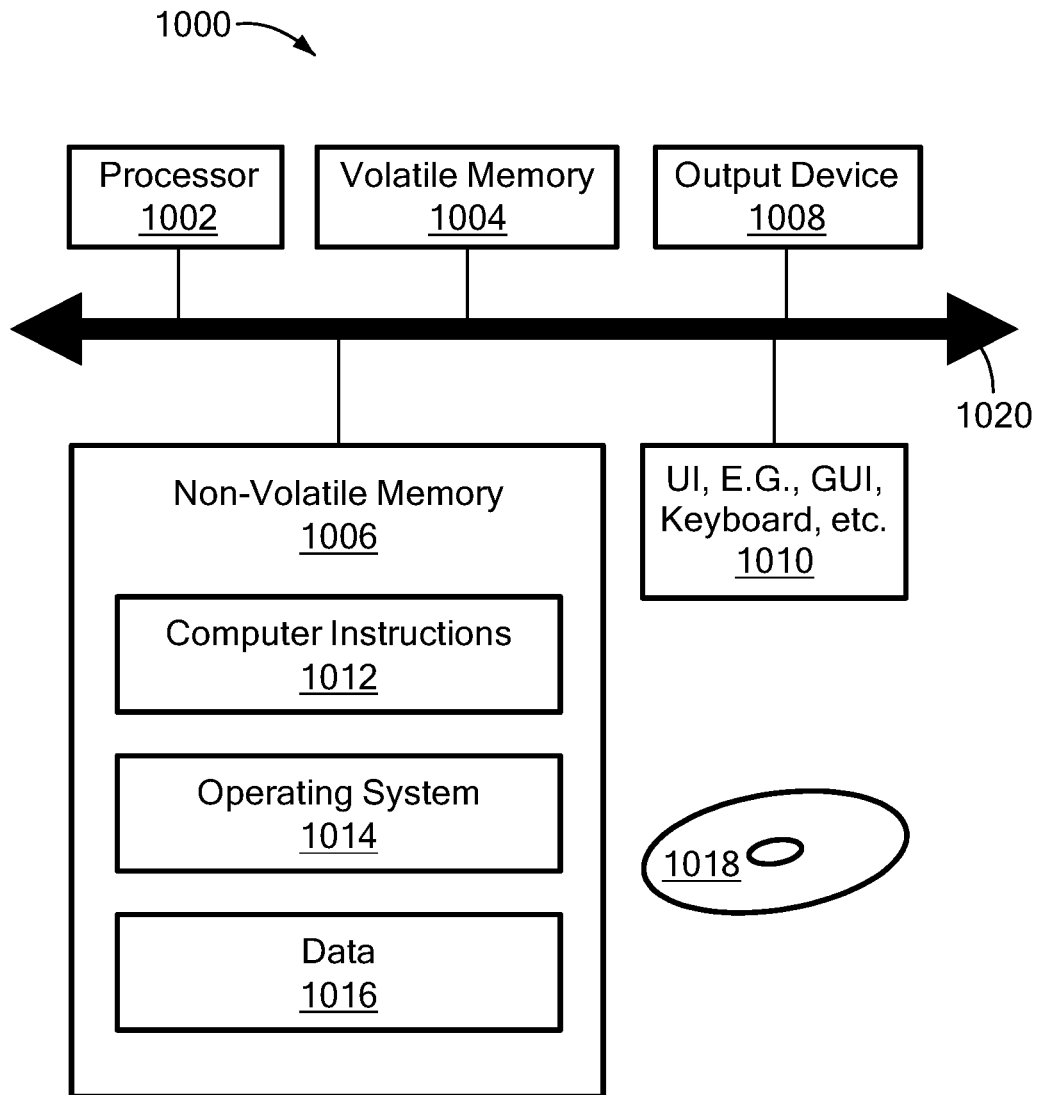 1000
Processor
1002
Volatile Memory
1004
Output Device
1008
1020
Non-Volatile Memory
1006
UI, E.G., GUI,
Keyboard, etc.
1010
Computer Instructions
1012
Operating System
1014
1018
Data
1016